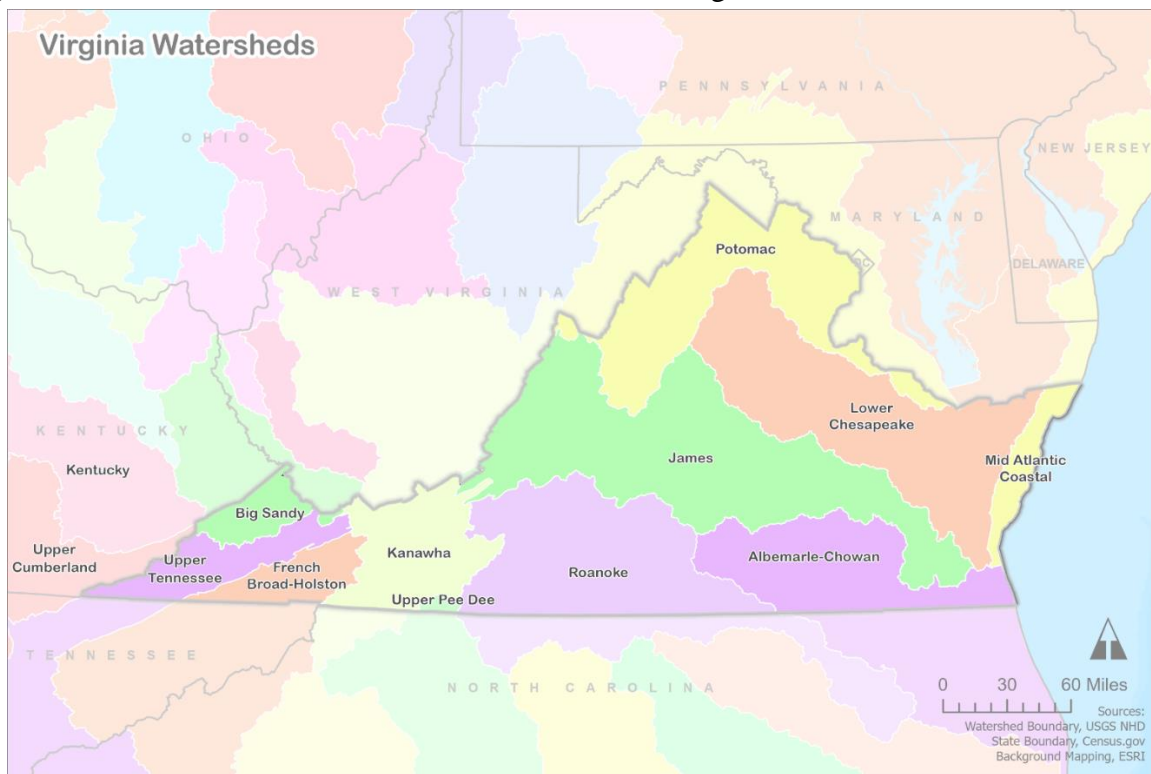 Virginia Watersheds
PENNSYLVANIA
OHIO
NEW JERSEY
MARYLAND
Potomac
DC
DELAWARE
WEST VIRGINIA
Lower
Chesapeake
KENTUCKY
James
Mid Atlantic
Coastal
Kentucky
Big Sandy
Upper
Cumberland
Upper
Tennessee
French
Broad-Holston
Kanawha
Roanoke
Albemarle-Chowan
Upper Pee Dee
TENNESSEE
NORTH CAROLINA
0 30 60 Miles
Sources:
Watershed Boundary, USGS NHD
State Boundary, Census.gov
Background Mapping, ESRI